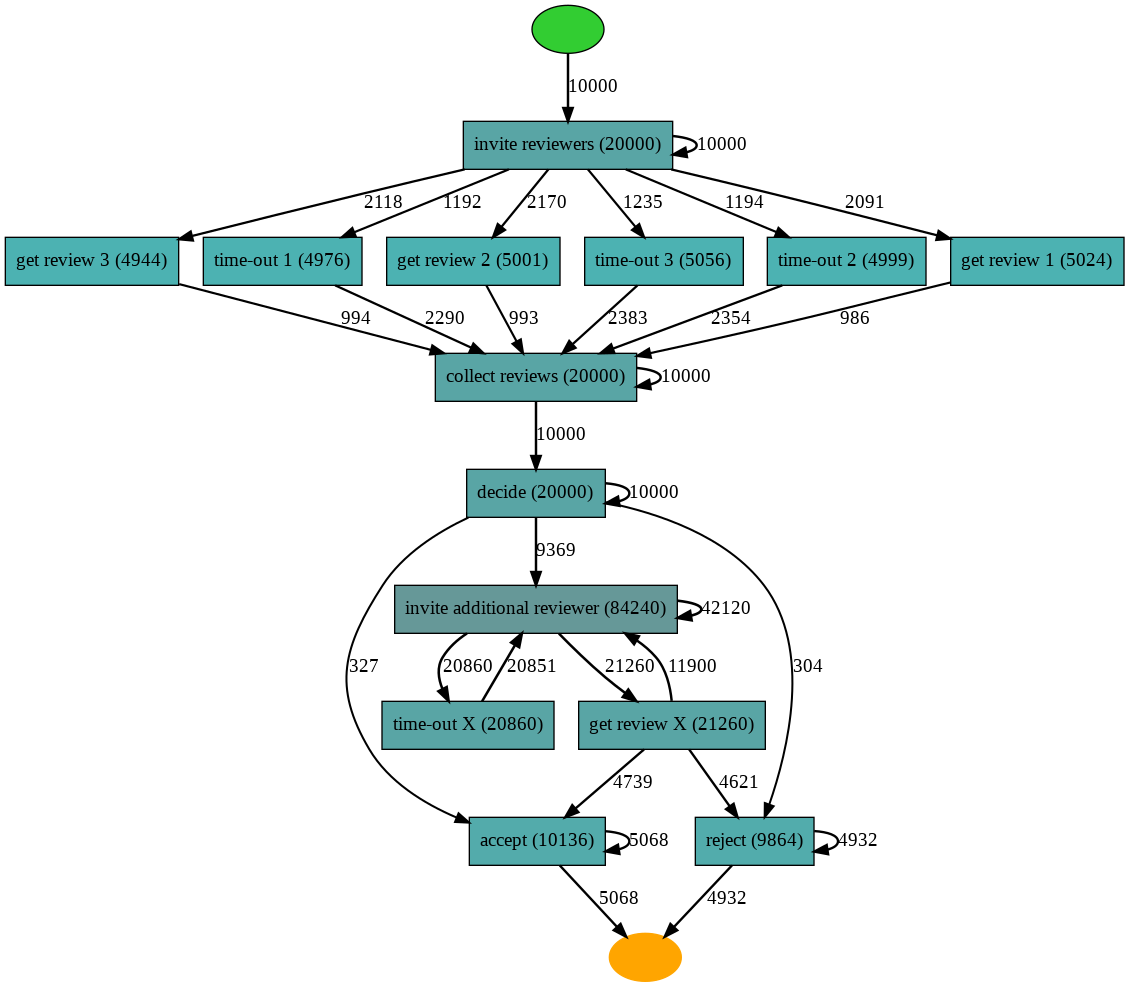 10000
invite reviewers (20000)
10000
2118
1192
2170
1235
1194
2091
get review 3 (4944)
time-out 1 (4976)
get review 2 (5001)
time-out 3 (5056)
time-out 2 (4999)
get review 1 (5024)
994
2290
993
2383
2354
986
collect reviews (20000)
10000
10000
decide (20000)
10000
9369
invite additional reviewer (84240)
42120
327
20860
20851
21260
11900
304
time-out X (20860)
get review X (21260)
4739
4621
accept (10136)
5068
reject (9864)
4932
5068
4932